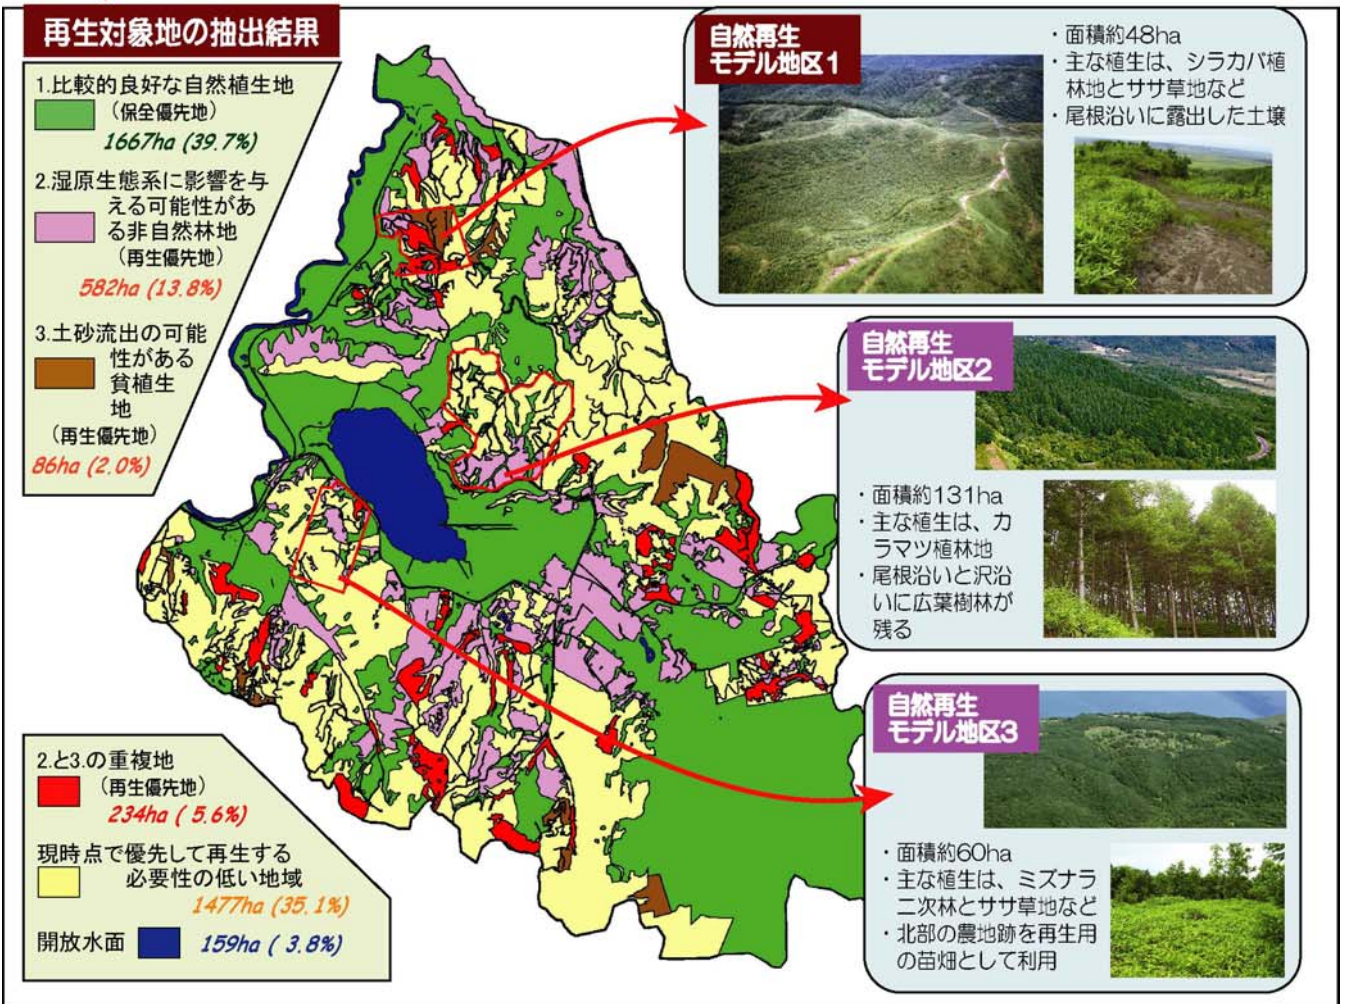 再生対象地の抽出結果
1.比較的良好な自然植生地
(保全優先地)
1667ha (39.7%)
2.湿原生態系に影響を与
える可能性があ
る非自然林地
(再生優先地)
582ha (13.8%)
3.土砂流出の可能
性がある
貧植生
地
(再生優先地)
86ha (2.0%)
2.と3.の重複地
(再生優先地)
234ha ( 5.6%)
現時点で優先して再生する
必要性の低い地域
1477ha (35.1%)
開放水面
159ha ( 3.8%)
自然再生
モデル地区1
・面積約48ha
・主な植生は、シラカバ植
林地とササ草地など
・尾根沿いに露出した土壌
自然再生
モデル地区2
・面積約131ha
・主な植生は、カ
ラマツ植林地
・尾根沿いと沢沿
いに広葉樹林が
残る
自然再生
モデル地区3
・面積約60ha
・主な植生は、ミズナラ
二次林とササ草地など
・北部の農地跡を再生用
の苗畑として利用